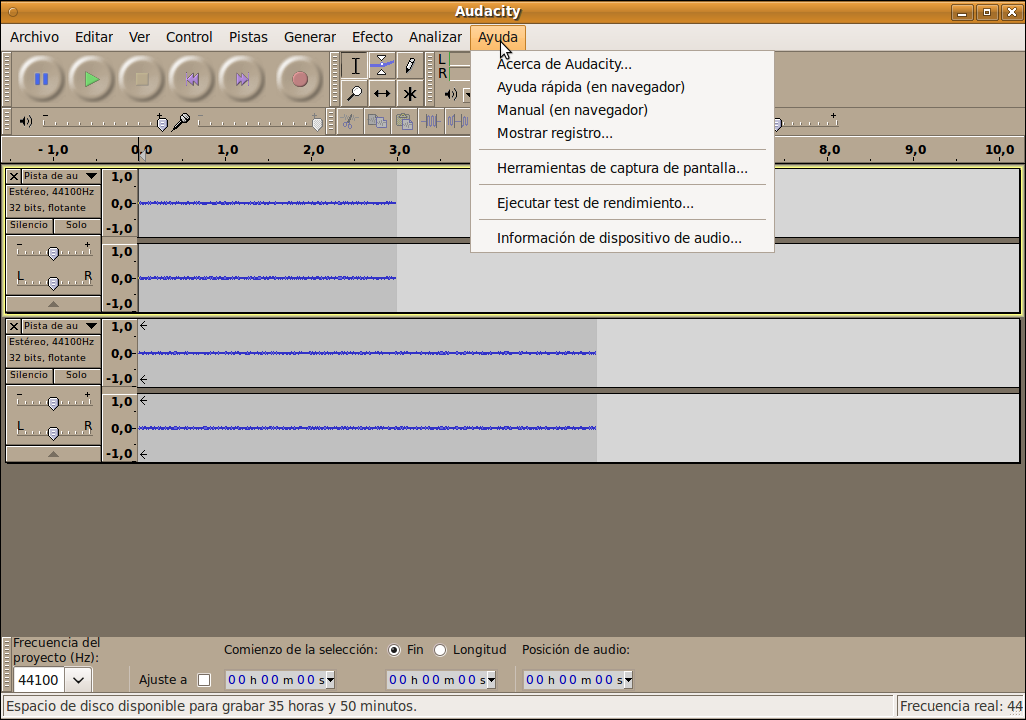 Audacity
Archivo Editar Ver Control Pistas Generar Efecto Analizar Ayuda
Acerca de Audacity...
Ayuda rápida (en navegador)
Manual (en navegador)
Mostrar registro...
Herramientas de captura de pantalla...
Ejecutar test de rendimiento...
Información de dispositivo de audio...
L
R
- 1,0 0,0 1,0 2,0 3,0 8,0 9,0 10,0
Pista de au
Estéreo, 44100Hz
32 bits, flotante
Silencio Solo
- +
L R
1,0
0,0-
-1,0
1,0
0,0-
-1,0
Pista de au
Estéreo, 44100Hz
32 bits, flotante
Silencio Solo
- +
L R
1,0
0,0-
-1,0
1,0
0,0-
-1,0
Frecuencia del
proyecto (Hz):
44100
Comienzo de la selección: Fin Longitud Posición de audio:
Ajuste a 00 h 00 m 00 s 00 h 00 m 00 s 00 h 00 m 00 s
Espacio de disco disponible para grabar 35 horas y 50 minutos. Frecuencia real: 44